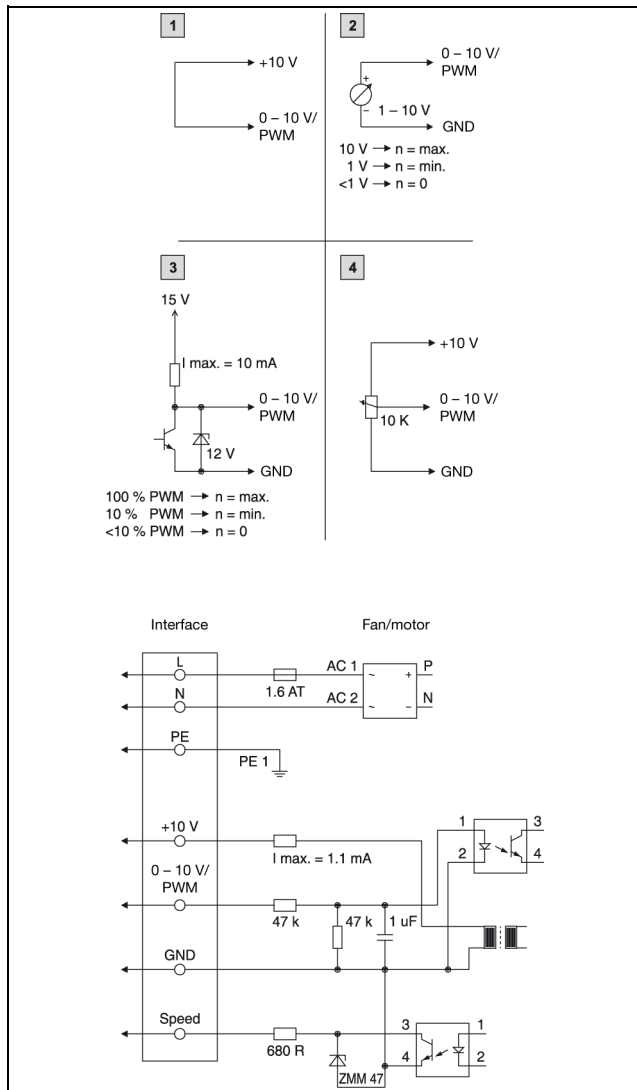 1
+10 V
0 – 10 V/
PWM
2
0 – 10 V/
PWM
+
–
1 – 10 V
GND
10 V → n = max.
1 V → n = min.
<1 V → n = 0
3
15 V
I max. = 10 mA
0 – 10 V/
PWM
12 V
GND
100 % PWM → n = max.
10 % PWM → n = min.
<10 % PWM → n = 0
4
+10 V
0 – 10 V/
PWM
10 K
GND
Interface
Fan/motor
L
1.6 AT
AC 1
~ +
P
N
AC 2
~ –
N
PE
PE 1
+10 V
I max. = 1.1 mA
1
3
2
4
0 – 10 V/
PWM
47 k
47 k
1 uF
GND
Speed
680 R
3
1
4
2
ZMM 47